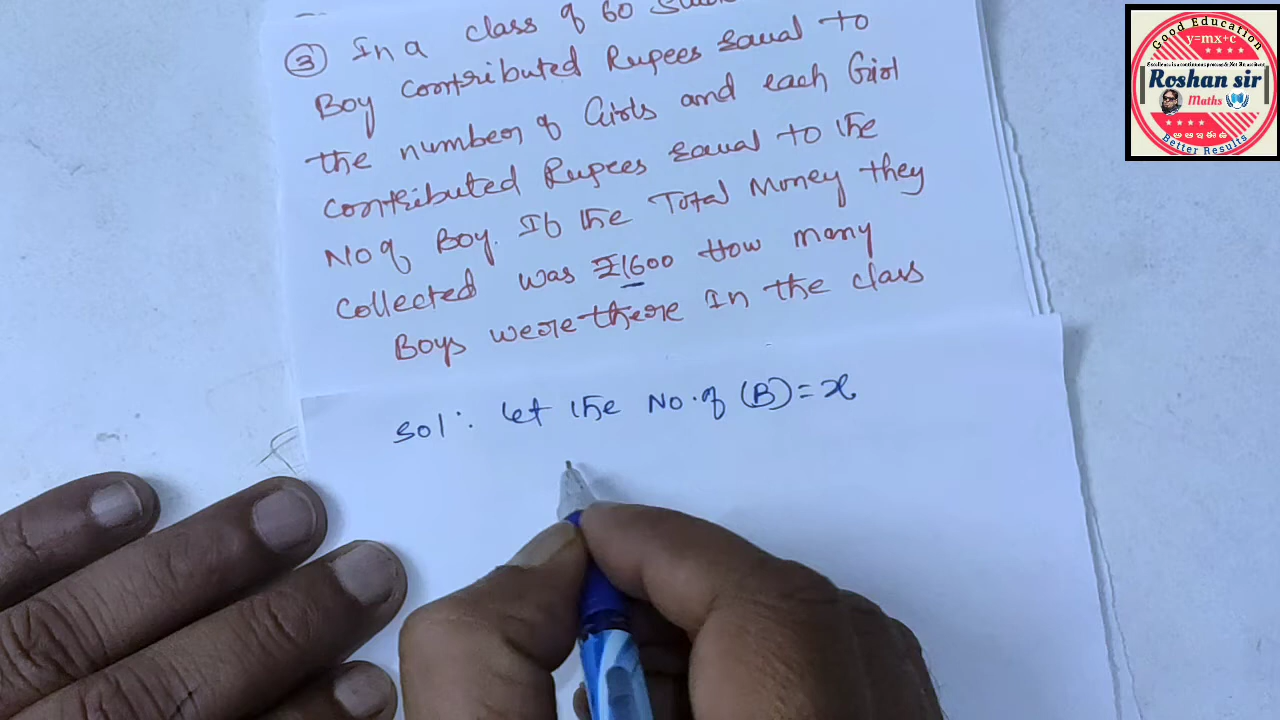 3 In a class of 60
Boy contributed Rupees equal to
the number of Girls and each Girl
contributed Rupees equal to the
No of Boy. If the Total Money they
collected was ₹1600 How many
Boys were there In the class
Sol: Let the No. of (B) = x
Good Education
y=mx+c
Roshan sir
Maths
Better Results